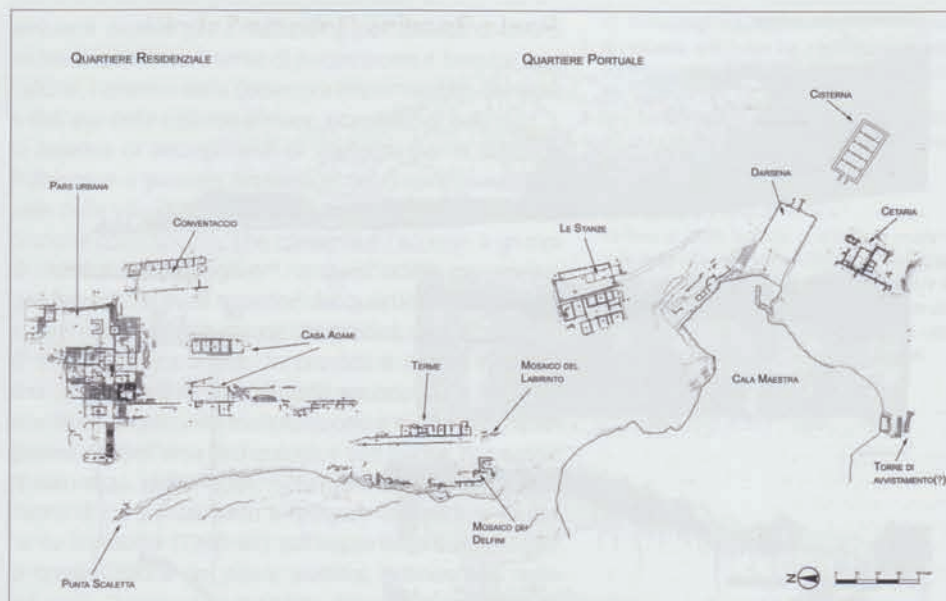 QUARTIERE RESIDENZIALE
QUARTIERE PORTUALE
CISTERNA
DARSENA
PARS URBANA
CONVENTACCIO
LE STANZE
CETARIA
CASA ADAMI
TERME
MOSAICO DEL
LABIRINTO
CALA MAESTRA
TORRE DI
AVVISTAMENTO(?)
MOSAICO DEI
DELFINI
PUNTA SCALETTA
N